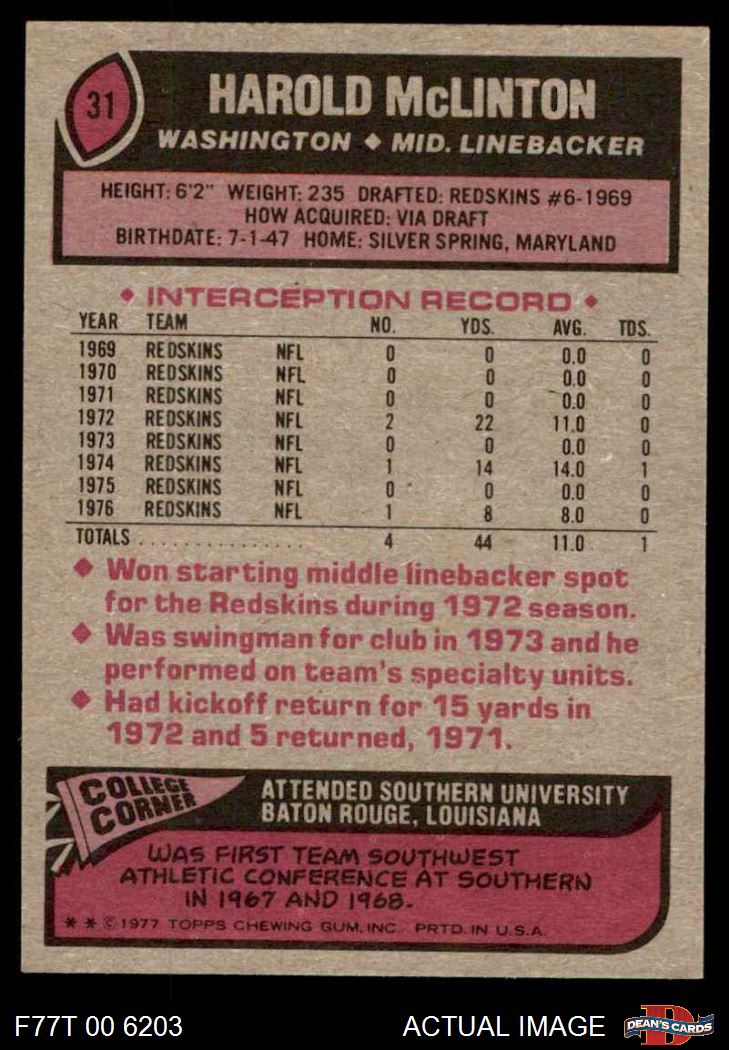 31
HAROLD McLINTON
WASHINGTON ◆ MID. LINEBACKER
HEIGHT: 6'2" WEIGHT: 235 DRAFTED: REDSKINS #6-1969
HOW ACQUIRED: VIA DRAFT
BIRTHDATE: 7-1-47 HOME: SILVER SPRING, MARYLAND
◆ INTERCEPTION RECORD ◆
YEAR TEAM NO. YDS. AVG. TDS.
1969 REDSKINS NFL 0 0 0.0 0
1970 REDSKINS NFL 0 0 0.0 0
1971 REDSKINS NFL 0 0 0.0 0
1972 REDSKINS NFL 2 22 11.0 0
1973 REDSKINS NFL 0 0 0.0 0
1974 REDSKINS NFL 1 14 14.0 1
1975 REDSKINS NFL 0 0 0.0 0
1976 REDSKINS NFL 1 8 8.0 0
TOTALS . . . . . . . . . . . . . . . . 4 44 11.0 1
◆ Won starting middle linebacker spot
for the Redskins during 1972 season.
◆ Was swingman for club in 1973 and he
performed on team's specialty units.
◆ Had kickoff return for 15 yards in
1972 and 5 returned, 1971.
COLLEGE
CORNER
ATTENDED SOUTHERN UNIVERSITY
BATON ROUGE, LOUISIANA
WAS FIRST TEAM SOUTHWEST
ATHLETIC CONFERENCE AT SOUTHERN
IN 1967 AND 1968.
* * © 1977 TOPPS CHEWING GUM, INC. PRTD. IN U.S.A.
F77T 00 6203
ACTUAL IMAGE
D
DEAN'S CARDS